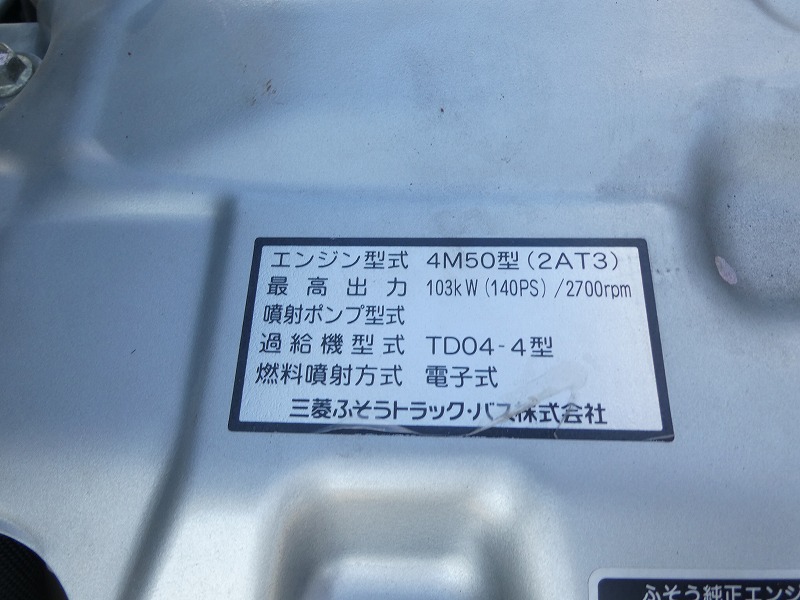 エンジン型式 4M50型(2AT3)
最高出力 103kW(140PS)/2700rpm
噴射ポンプ型式
過給機型式 TD04-4型
燃料噴射方式 電子式
三菱ふそうトラック・バス株式会社
ふそう純正エンジ